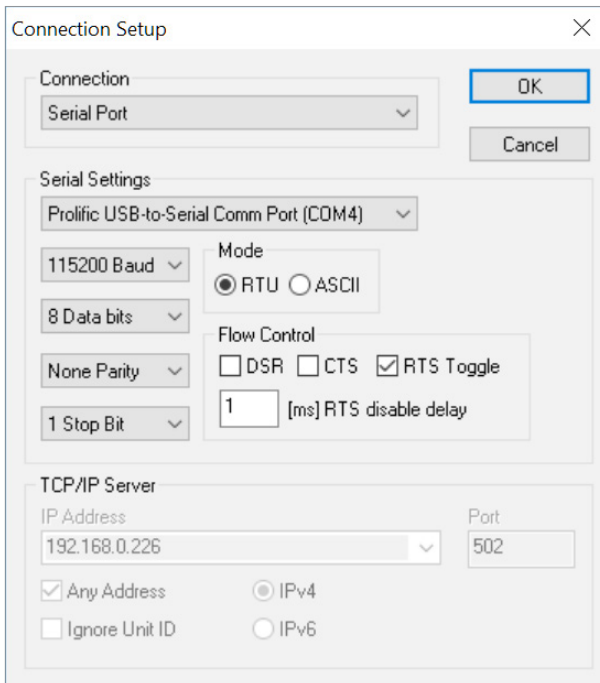 Connection Setup
Connection
Serial Port
OK
Cancel
Serial Settings
Prolific USB-to-Serial Comm Port (COM4)
115200 Baud
Mode
RTU ASCII
8 Data bits
Flow Control
None Parity
DSR CTS RTS Toggle
1 [ms] RTS disable delay
1 Stop Bit
TCP/IP Server
IP Address Port
192.168.0.226 502
Any Address IPv4
Ignore Unit ID IPv6